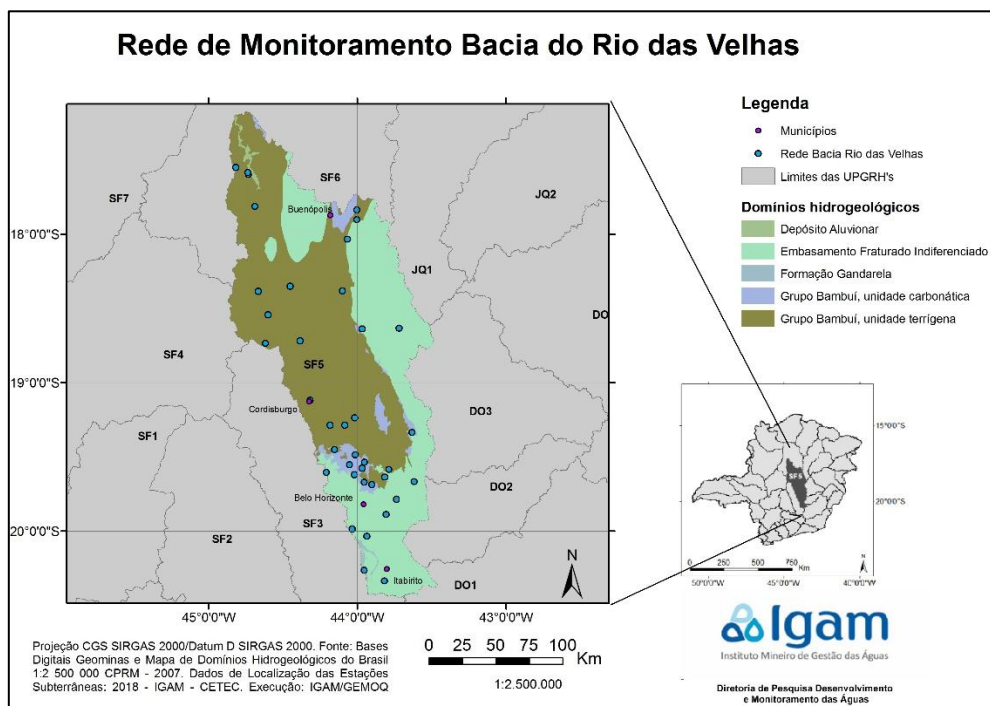 Rede de Monitoramento Bacia do Rio das Velhas
SF7
SF6
JQ2
Buenópolis
18°0'0"S
JQ1
DO
SF4
SF5
19°0'0"S
Cordisburgo
DO3
SF1
DO2
Belo Horizonte
SF3
20°0'0"S
SF2
Itabirito
DO1
N
45°0'0"W
44°0'0"W
43°0'0"W
Legenda
Municípios
Rede Bacia Rio das Velhas
Limites das UPGRH's
Domínios hidrogeológicos
Depósito Aluvionar
Embasamento Fraturado Indiferenciado
Formação Gandarela
Grupo Bambuí, unidade carbonática
Grupo Bambuí, unidade terrígena
15°0'0"S
SF5
20°0'0"S
N
0 250 500 750
Km
50°0'0"W
45°0'0"W
40°0'0"W
Projeção CGS SIRGAS 2000/Datum D SIRGAS 2000. Fonte: Bases
Digitais Geominas e Mapa de Domínios Hidrogeológicos do Brasil
1:2 500 000 CPRM - 2007. Dados de Localização das Estações
Subterrâneas: 2018 - IGAM - CETEC. Execução: IGAM/GEMOQ
0 25 50 75 100
Km
1:2.500.000
Igam
Instituto Mineiro de Gestão das Águas
Diretoria de Pesquisa Desenvolvimento
e Monitoramento das Águas